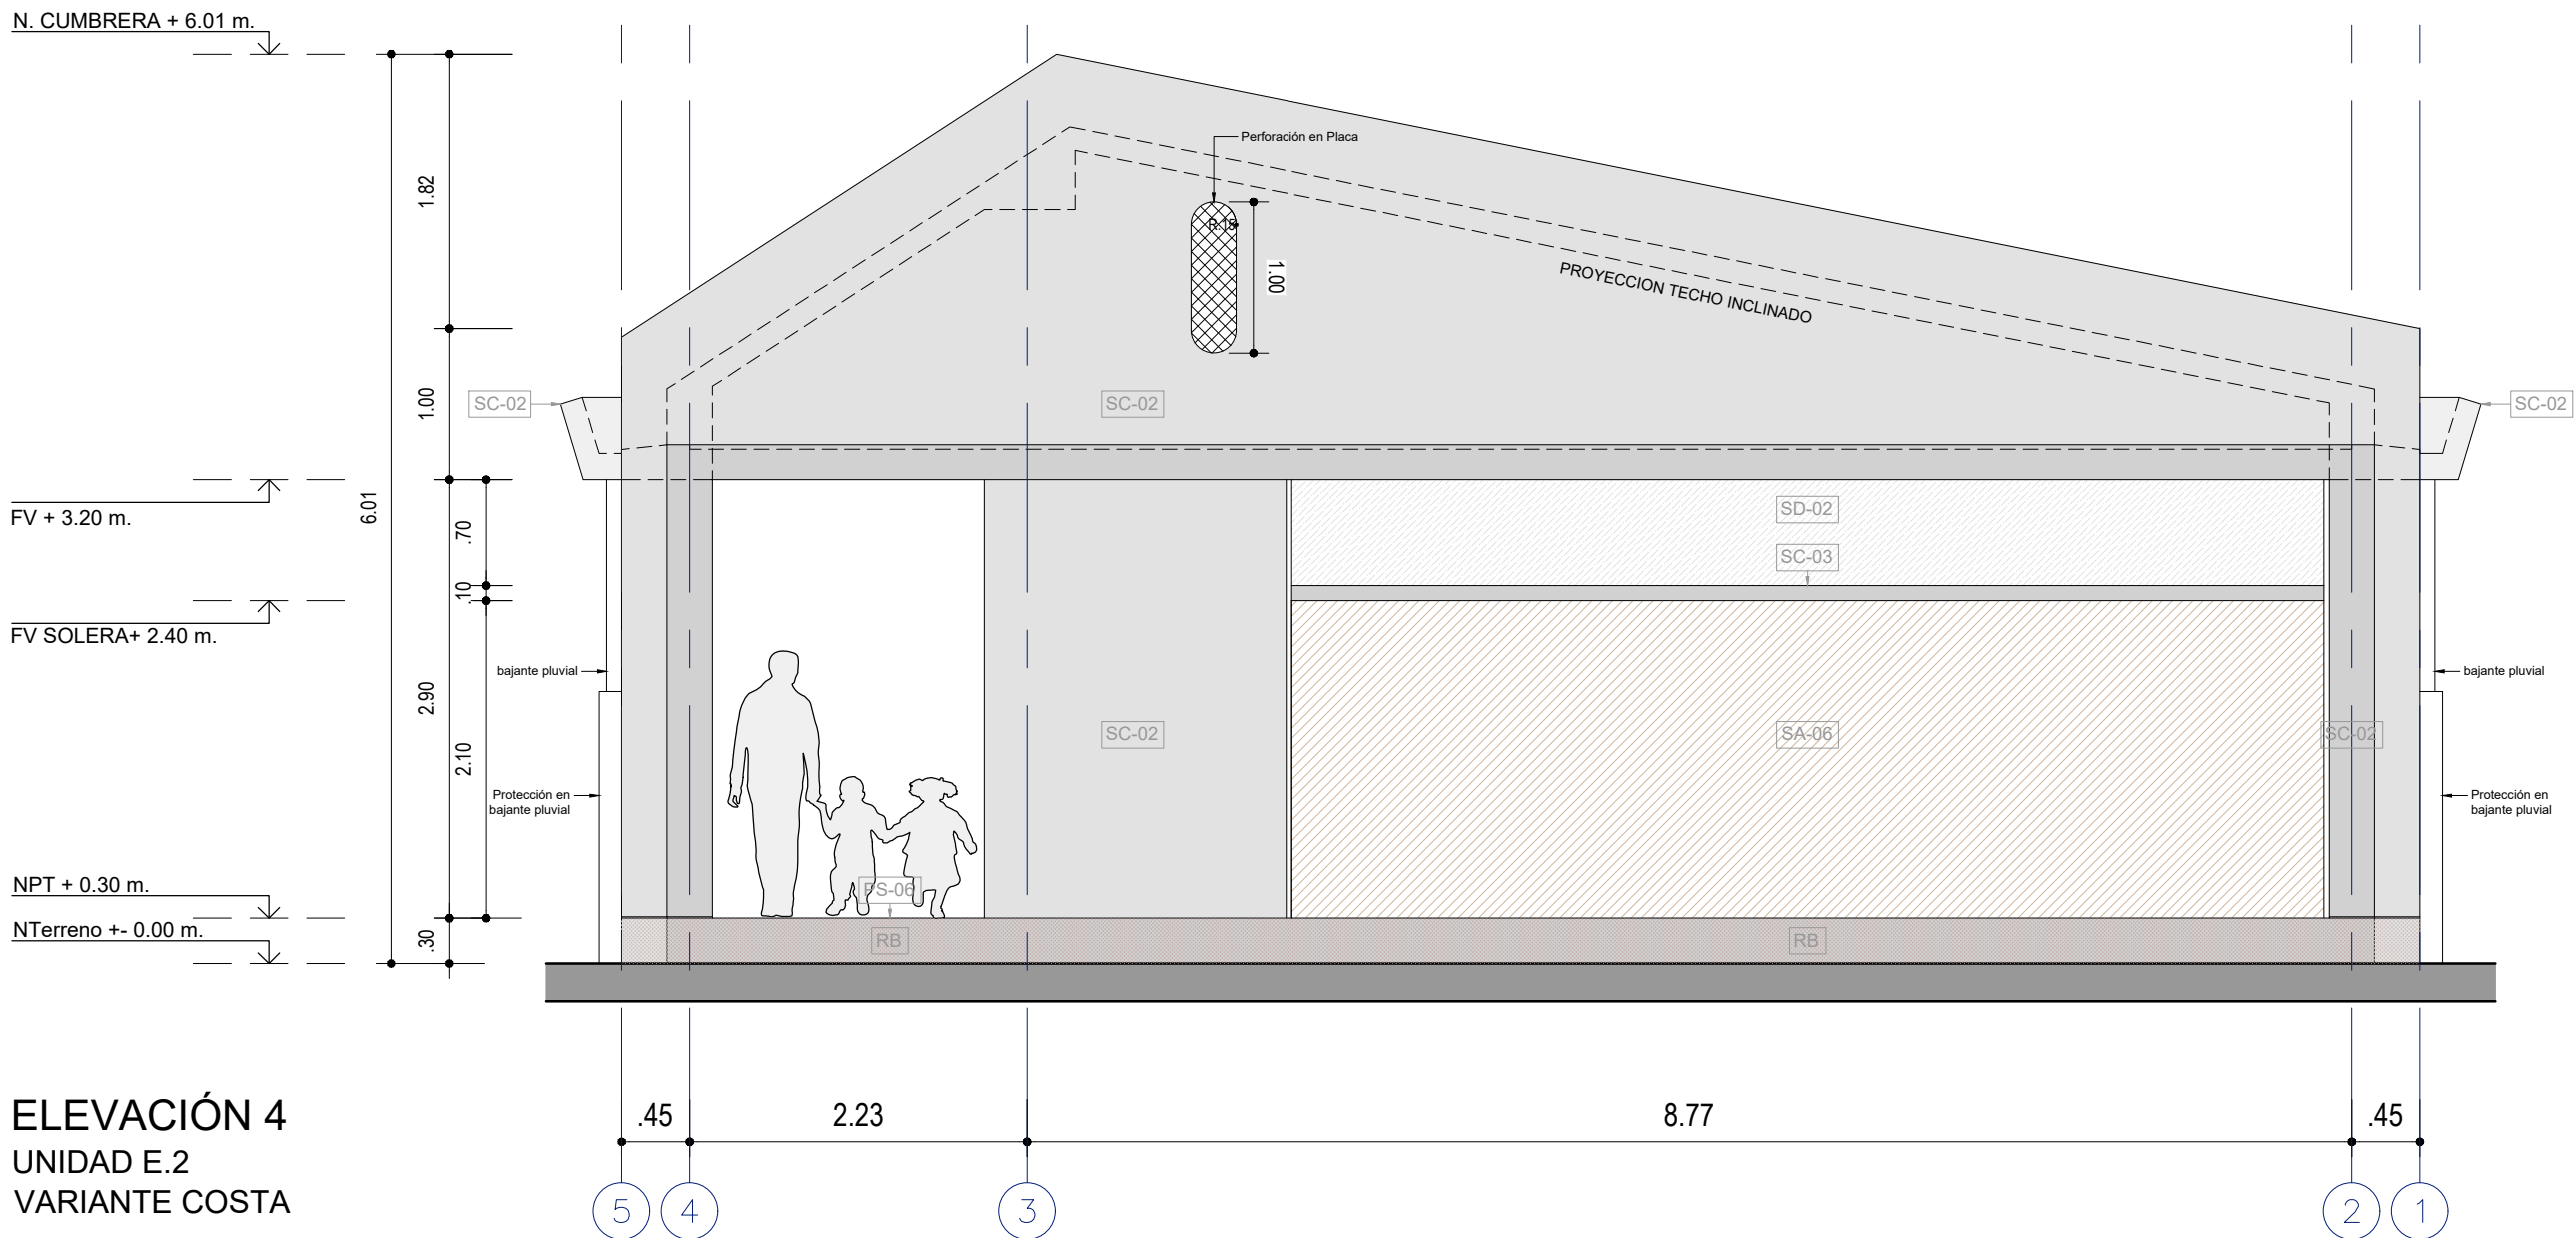 N. CUMBRERA + 6.01 m.
Perforación en Placa
1.82
R.15
1.00
PROYECCION TECHO INCLINADO
SC-02
1.00
SC-02
SC-02
6.01
FV + 3.20 m.
.70
SD-02
SC-03
.10
FV SOLERA+ 2.40 m.
bajante pluvial
bajante pluvial
2.90
2.10
SC-02
SA-06
SC-02
Protección en
bajante pluvial
Protección en
bajante pluvial
NPT + 0.30 m.
PS-06
NTerreno +- 0.00 m.
.30
RB
RB
ELEVACIÓN 4
UNIDAD E.2
VARIANTE COSTA
.45
2.23
8.77
.45
5
4
3
2
1